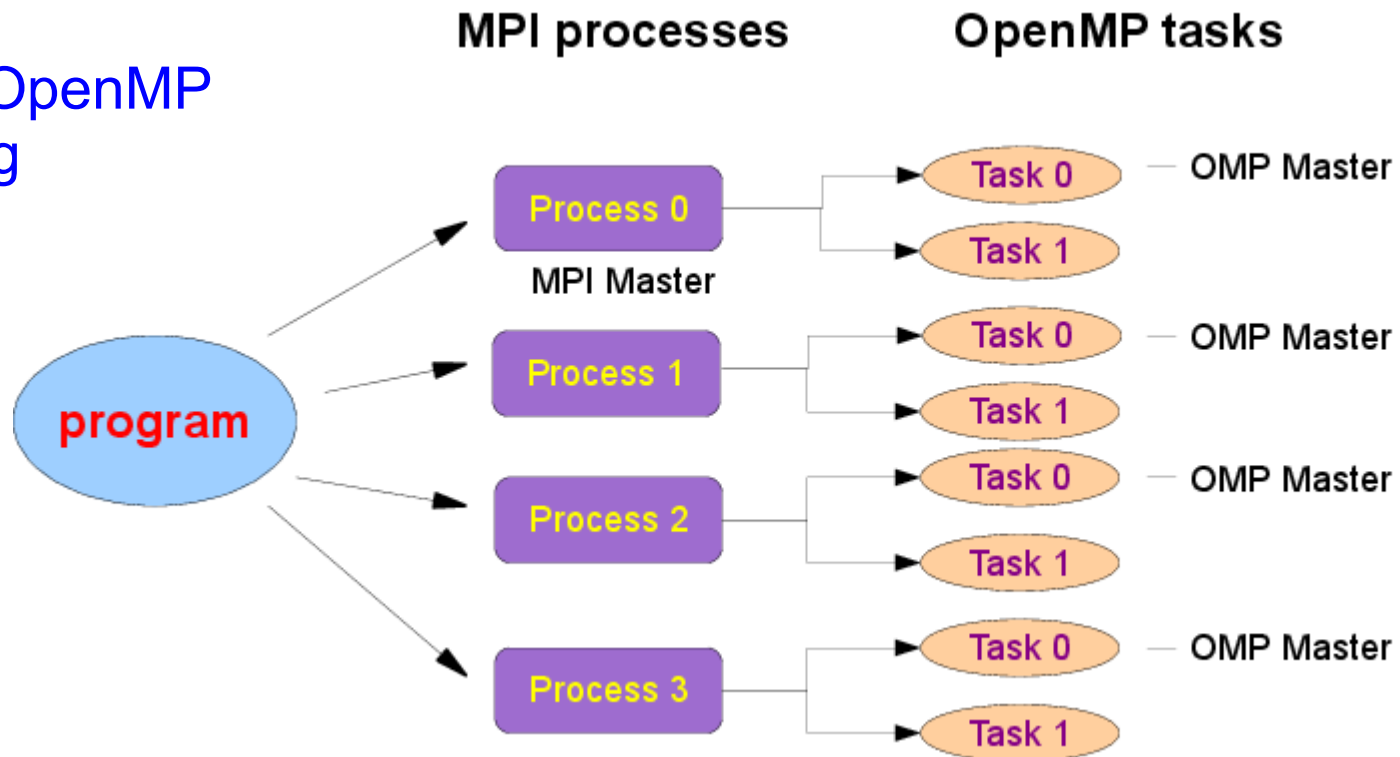 MPI processes
OpenMP tasks
OpenMP
g
Process 0
MPI Master
Process 1
Process 2
Process 3
program
Task 0
OMP Master
Task 1
Task 0
OMP Master
Task 1
Task 0
OMP Master
Task 1
Task 0
OMP Master
Task 1